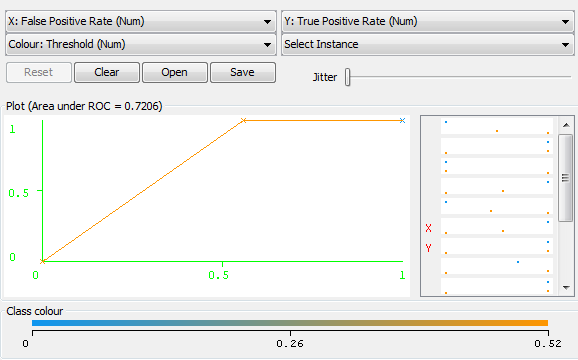 X: False Positive Rate (Num) Y: True Positive Rate (Num)
Colour: Threshold (Num) Select Instance
Reset Clear Open Save Jitter
Plot (Area under ROC = 0.7206)
1
0.5
0
0 0.5 1
X
Y
Class colour
0 0.26 0.52